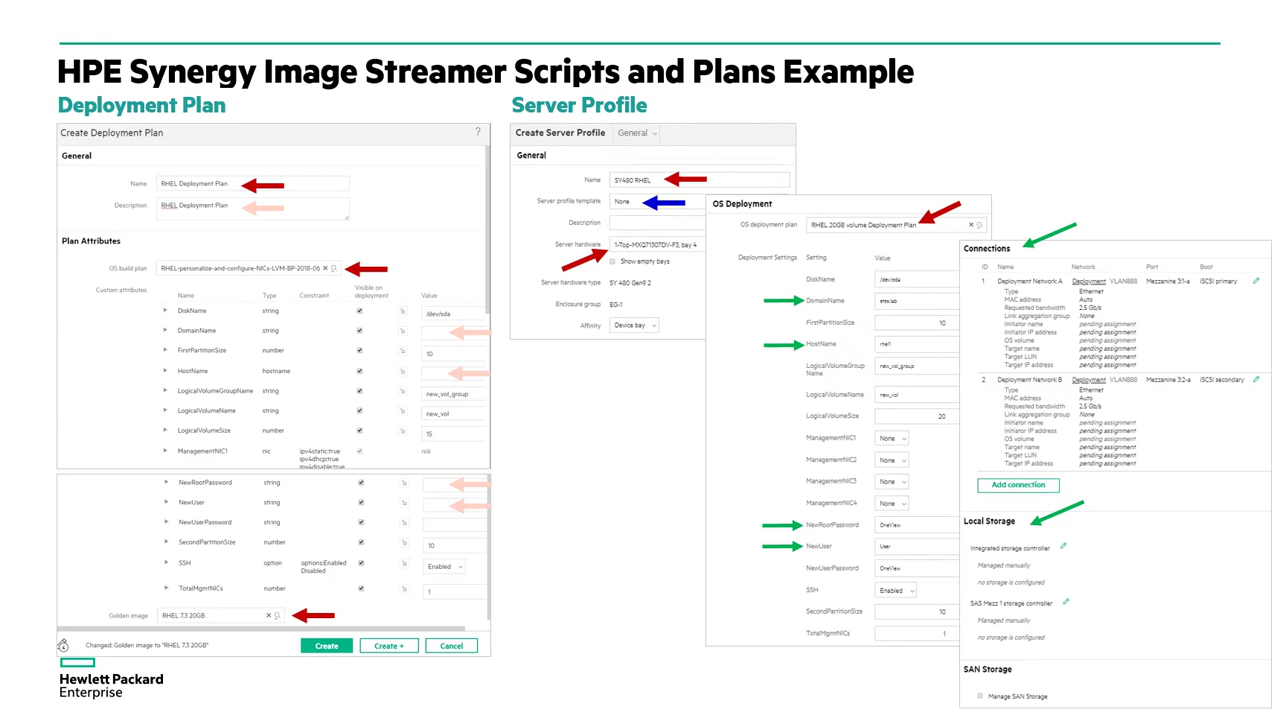 HPE Synergy Image Streamer Scripts and Plans Example
Deployment Plan
Create Deployment Plan ?
General
Name RHEL Deployment Plan
Description RHEL Deployment Plan
Plan Attributes
OS build plan RHEL-personalize-and-configure-NICs-LVM-BP-2018-06
Custom attributes
Name Type Constraint Visible on deployment Value
DiskName string /dev/sda
DomainName string
FirstPartitionSize number 10
HostName hostname
LogicalVolumeGroupName string new_vol_group
LogicalVolumeName string new_vol
LogicalVolumeSize number 15
ManagementNIC1 nic ipv4static:true n/a
ipv4dhcp:true
ipv4disable:true
NewRootPassword string
NewUser string
NewUserPassword string
SecondPartitionSize number 10
SSH option options:Enabled Enabled
Disabled
TotalMgmtNICs number 1
Golden image RHEL 7.3 20GB
Changed: Golden image to "RHEL 7.3 20GB"
Create Create + Cancel
Server Profile
Create Server Profile General
General
Name SY480 RHEL
Server profile template None
Description
Server hardware 1-Top-MXQ71307DV-F3, bay 4
Show empty bays
Server hardware type SY 480 Gen9 2
Enclosure group EG-1
Affinity Device bay
OS Deployment
OS deployment plan RHEL 20GB volume Deployment Plan
Deployment Settings Setting Value
DiskName /dev/sda
DomainName
FirstPartitionSize 10
HostName rhel1
LogicalVolumeGroup new_vol_group
Name
LogicalVolumeName new_vol
LogicalVolumeSize 20
ManagementNIC1 None
ManagementNIC2 None
ManagementNIC3 None
ManagementNIC4 None
NewRootPassword OneView
NewUser User
NewUserPassword OneView
SSH Enabled
SecondPartitionSize 10
TotalMgmtNICs 1
Connections
ID Name Network Port Boot
1 Deployment Network A Deployment VLAN888 Mezzanine 3:1-a iSCSI primary
Type Ethernet
MAC address Auto
Requested bandwidth 2.5 Gb/s
Link aggregation group None
Initiator name pending assignment
Initiator IP address pending assignment
OS volume pending assignment
Target name pending assignment
Target LUN pending assignment
Target IP address pending assignment
2 Deployment Network B Deployment VLAN888 Mezzanine 3:2-a iSCSI secondary
Type Ethernet
MAC address Auto
Requested bandwidth 2.5 Gb/s
Link aggregation group None
Initiator name pending assignment
Initiator IP address pending assignment
OS volume pending assignment
Target name pending assignment
Target LUN pending assignment
Target IP address pending assignment
Add connection
Local Storage
Integrated storage controller
Managed manually
no storage is configured
SAS Mezz 1 storage controller
Managed manually
no storage is configured
SAN Storage
Manage SAN Storage
Hewlett Packard
Enterprise